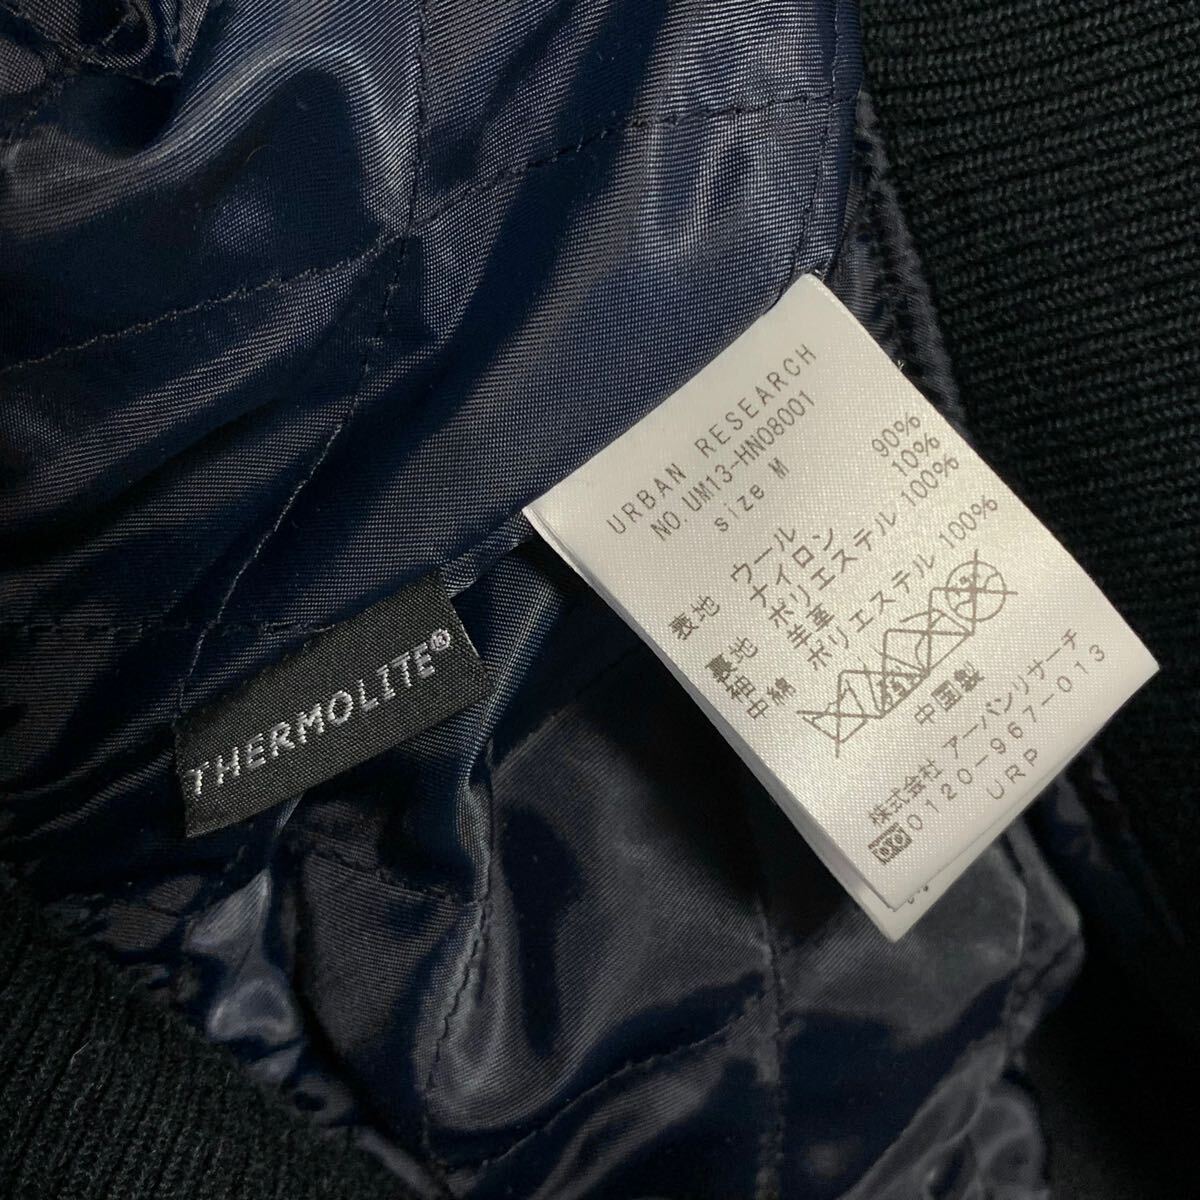 URBAN RESEARCH
NO.UM13-HN08001
size M
表地 ウール 90%
ナイロン 10%
裏地 ポリエステル 100%
袖 羊革
中綿 ポリエステル 100%
中国製
株式会社 アーバンリサーチ
0120-967-013
URP
THERMOLITE®